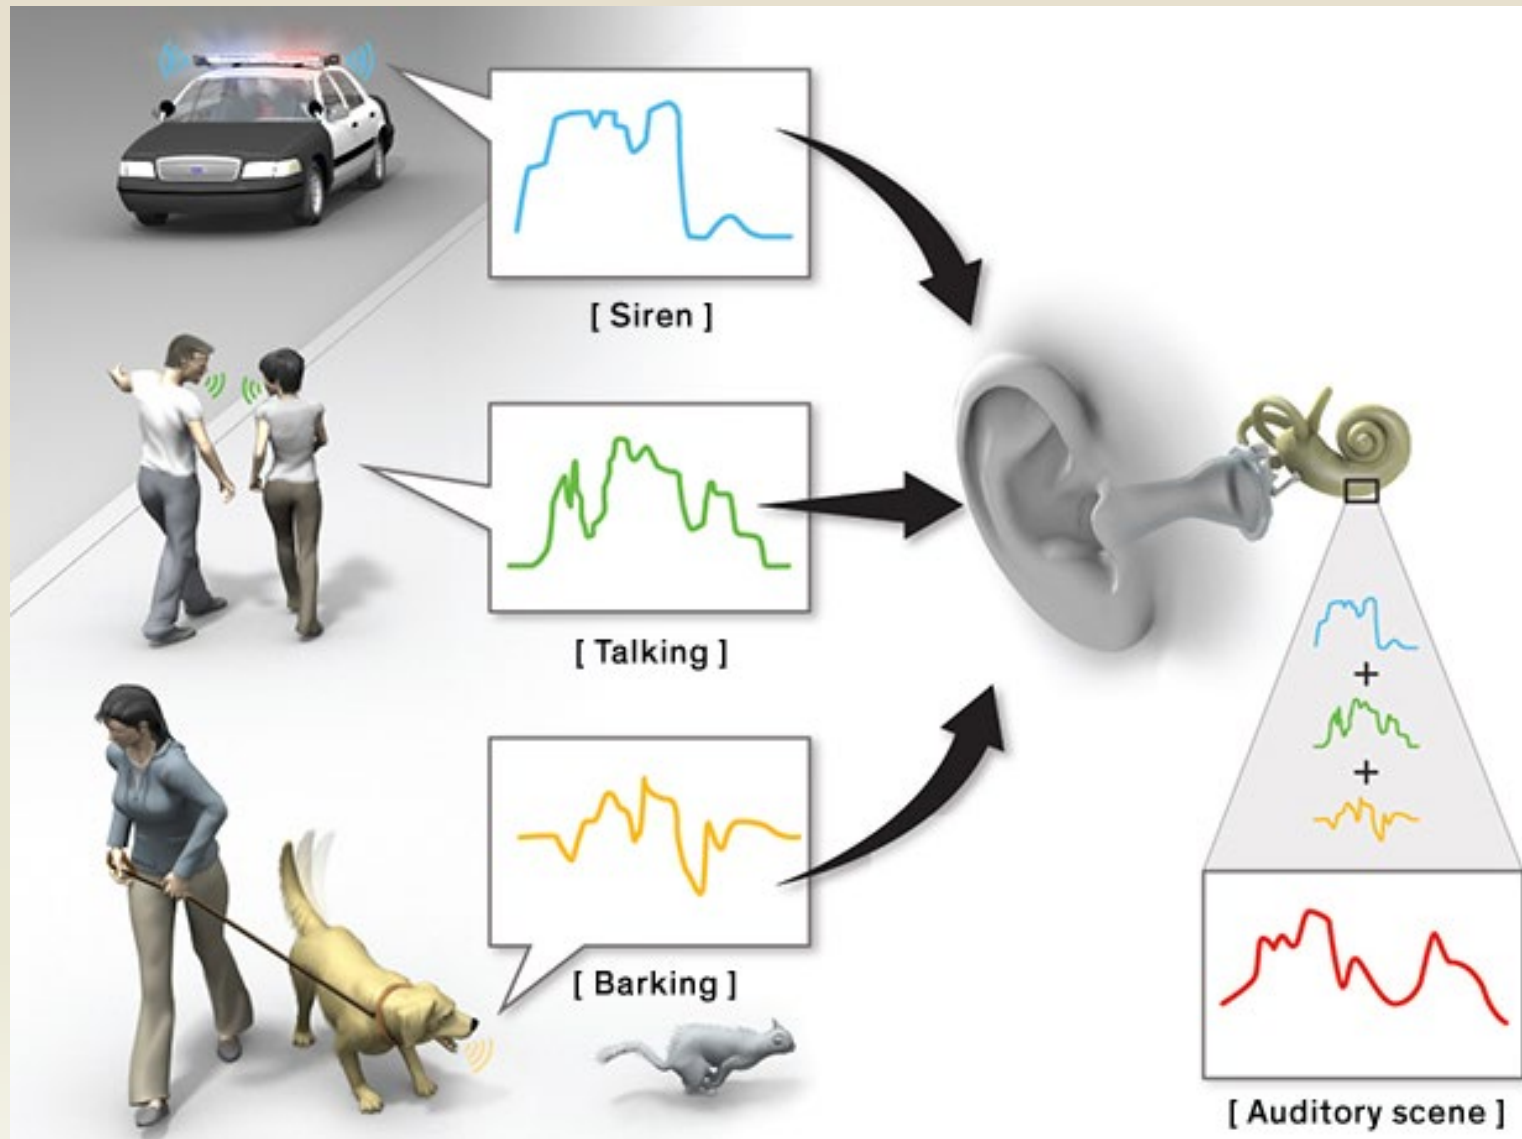 [ Siren ]
[ Talking ]
[ Barking ]
+
+
[ Auditory scene ]